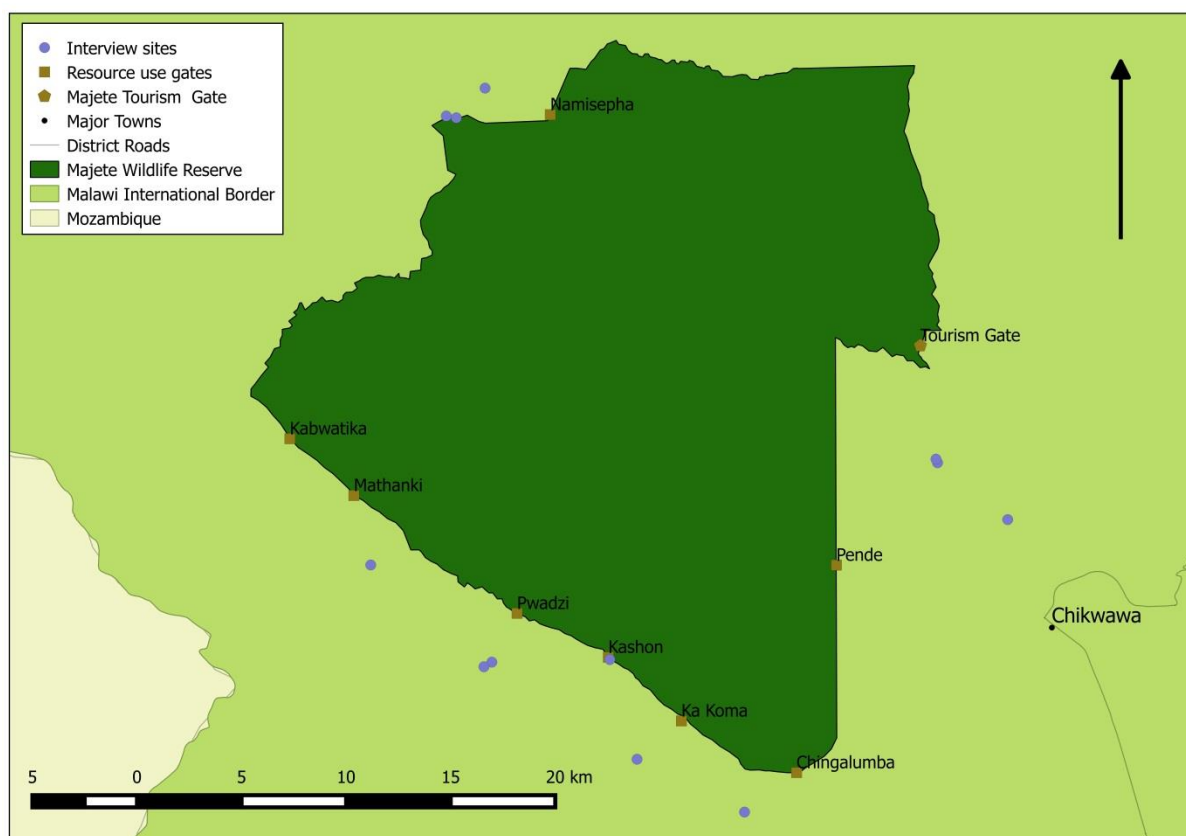 Interview sites
Resource use gates
Majete Tourism  Gate
Major Towns
District Roads
Majete Wildlife Reserve
Malawi International Border
Mozambique
Namisepha
Tourism Gate
Kabwatika
Mathanki
Pende
Pwadzi
Chikwawa
Kashon
Ka Koma
Chingalumba
5 0 5 10 15 20 km